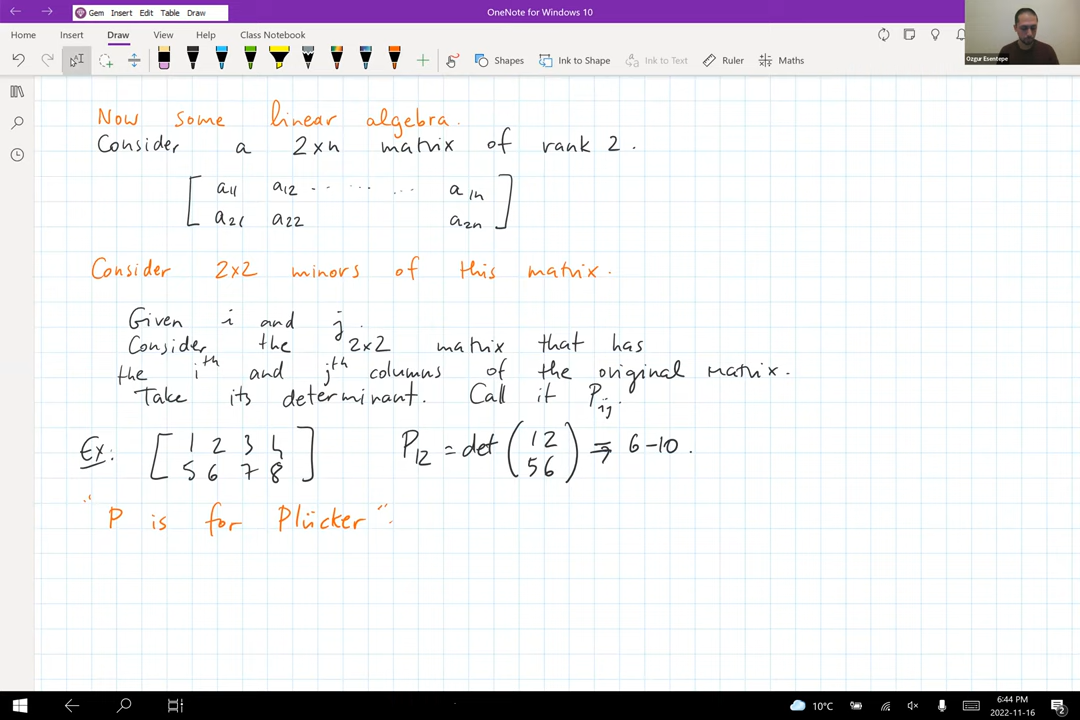 Gem Insert Edit Table Draw
OneNote for Windows 10
Home Insert Draw View Help Class Notebook
Shapes Ink to Shape Ink to Text Ruler Maths
Ozgur Esentepe
Now some linear algebra.
Consider a 2×n matrix of rank 2.
a11 a12 .. ... ... a1n
a21 a22 a2n
Consider 2×2 minors of this matrix.
Given i and j.
Consider the 2×2 matrix that has
the ith and jth columns of the original matrix.
Take its determinant. Call it Pij.
Ex: [1 2 3 4 P12 = det (1 2 = 6-10.
5 6 7 8] 5 6)
"P is for Plücker".
10°C
6:44 PM
2022-11-16
2